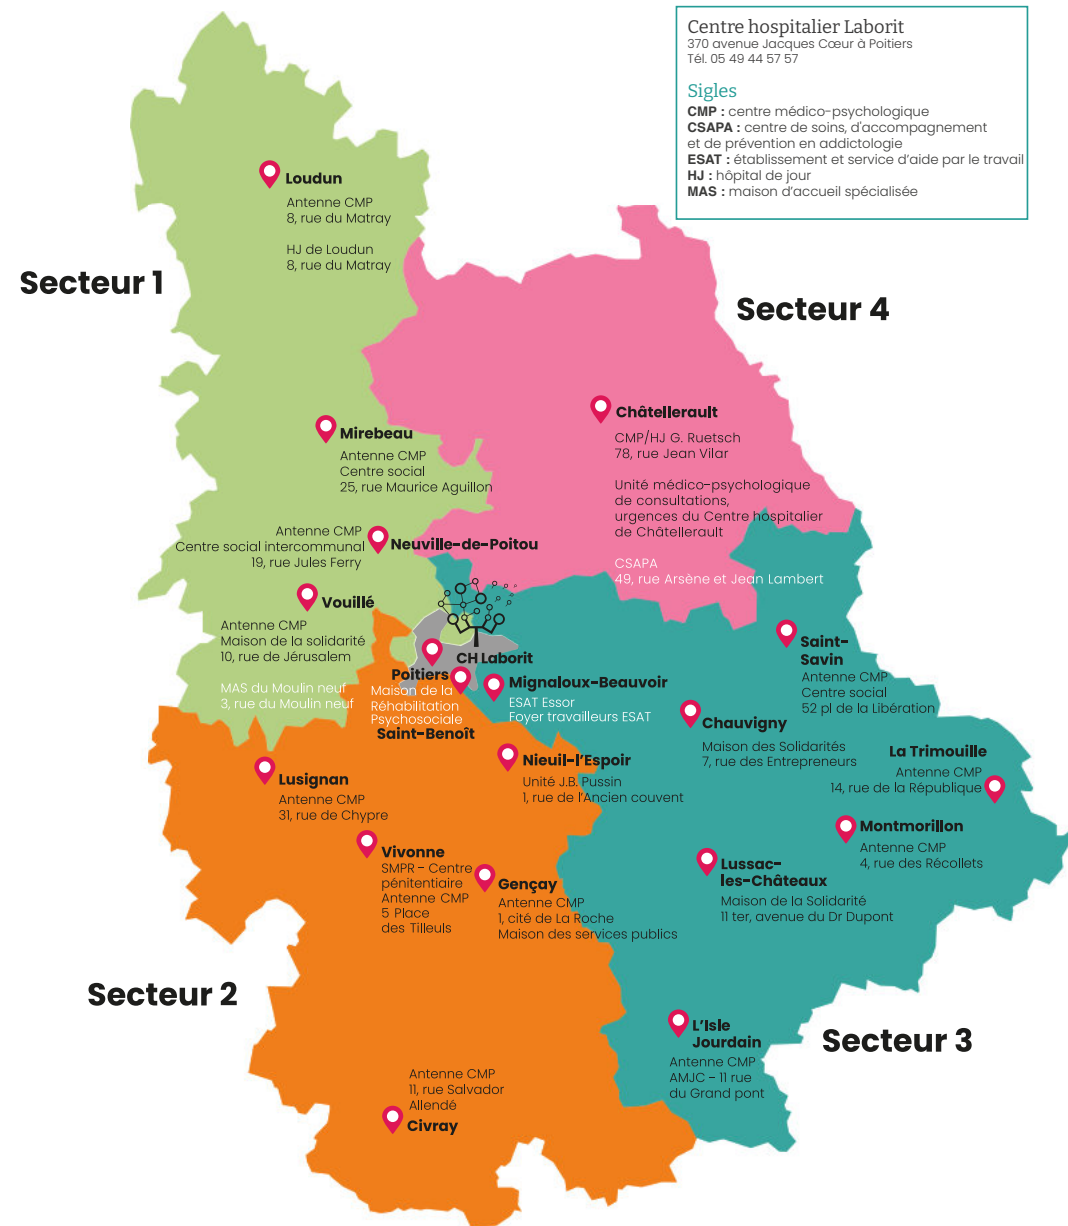 Centre hospitalier Laborit
370 avenue Jacques Cœur à Poitiers
Tél. 05 49 44 57 57
Sigles
CMP : centre médico-psychologique
CSAPA : centre de soins, d'accompagnement
et de prévention en addictologie
ESAT : établissement et service d'aide par le travail
HJ : hôpital de jour
MAS : maison d'accueil spécialisée
Secteur 1
Loudun
Antenne CMP
8, rue du Matray
HJ de Loudun
8, rue du Matray
Mirebeau
Antenne CMP
Centre social
25, rue Maurice Aguillon
Antenne CMP
Centre social intercommunal
19, rue Jules Ferry
Neuville-de-Poitou
Vouillé
Antenne CMP
Maison de la solidarité
10, rue de Jérusalem
MAS du Moulin neuf
3, rue du Moulin neuf
Secteur 4
Châtellerault
CMP/HJ G. Ruetsch
78, rue Jean Vilar
Unité médico-psychologique
de consultations,
urgences du Centre hospitalier
de Châtellerault
CSAPA
49, rue Arsène et Jean Lambert
CH Laborit
Poitiers
Maison de la
Réhabilitation
Psychosociale
Saint-Benoît
Mignaloux-Beauvoir
ESAT Essor
Foyer travailleurs ESAT
Saint-
Savin
Antenne CMP
Centre social
52 pl de la Libération
Chauvigny
Maison des Solidarités
7, rue des Entrepreneurs
La Trimouille
Antenne CMP
14, rue de la République
Montmorillon
Antenne CMP
4, rue des Récollets
Lussac-
les-Châteaux
Maison de la Solidarité
11 ter, avenue du Dr Dupont
L'Isle
Jourdain
Antenne CMP
AMJC - 11 rue
du Grand pont
Secteur 3
Nieuil-l'Espoir
Unité J.B. Pussin
1, rue de l'Ancien couvent
Lusignan
Antenne CMP
31, rue de Chypre
Vivonne
SMPR - Centre
pénitentiaire
Antenne CMP
5 Place
des Tilleuls
Gençay
Antenne CMP
1, cité de La Roche
Maison des services publics
Secteur 2
Antenne CMP
11, rue Salvador
Allendé
Civray